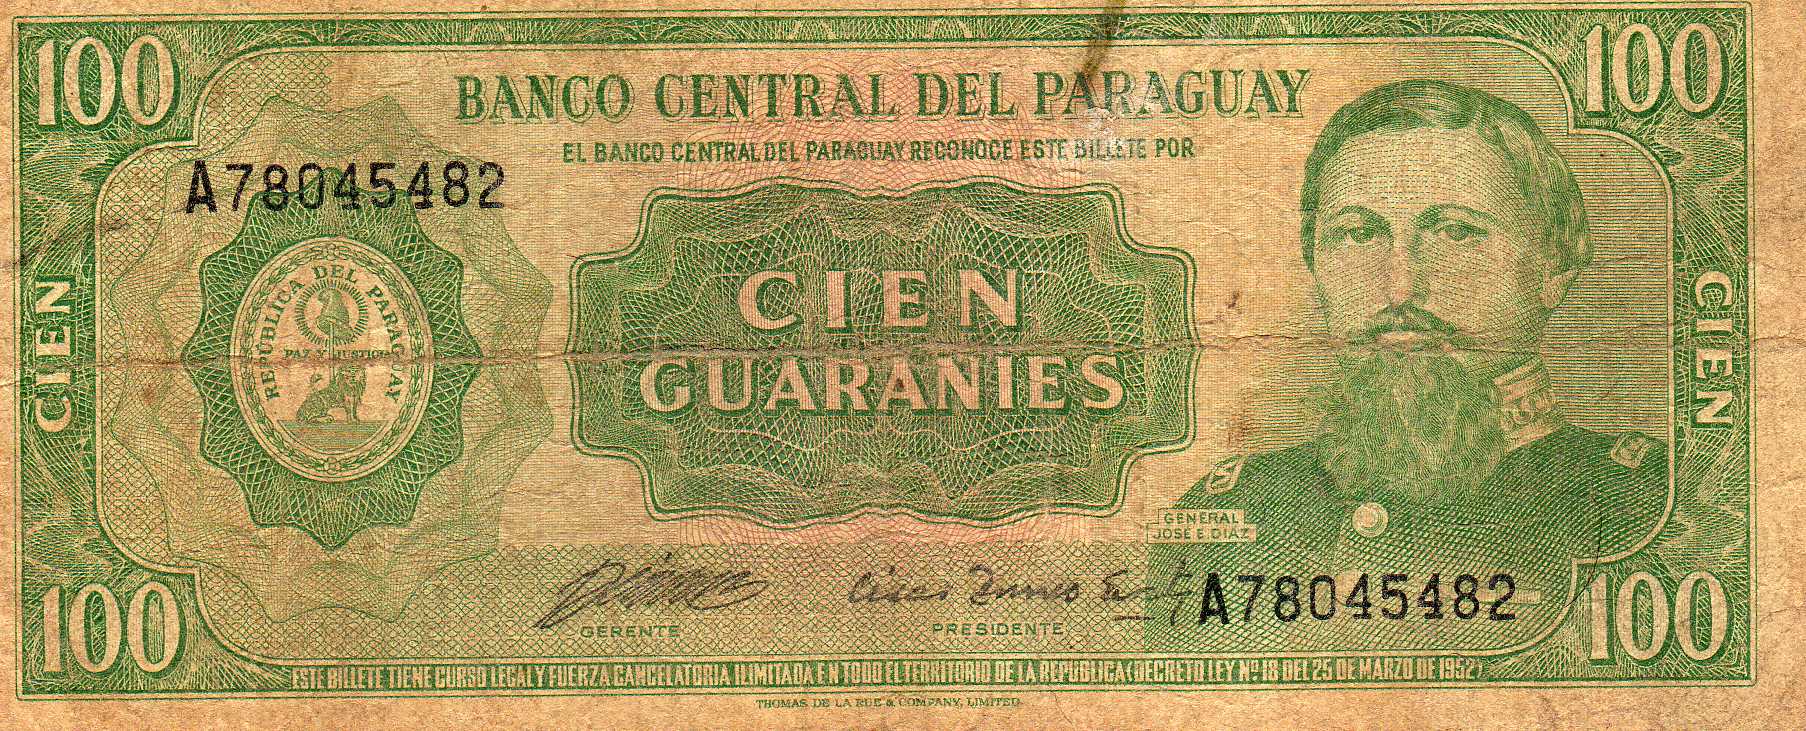 100
100
BANCO CENTRAL DEL PARAGUAY
EL BANCO CENTRAL DEL PARAGUAY RECONOCE ESTE BILLETE POR
A78045482
REPUBLICA DEL PARAGUAY
PAZ Y JUSTICIA
CIEN
CIEN
CIEN
GUARANIES
GENERAL
JOSE E. DIAZ
A78045482
GERENTE
PRESIDENTE
100
100
ESTE BILLETE TIENE CURSO LEGAL Y FUERZA CANCELATORIA ILIMITADA EN TODO EL TERRITORIO DE LA REPUBLICA (DECRETO LEY Nº 18 DEL 25 DE MARZO DE 1952)
THOMAS DE LA RUE & COMPANY, LIMITED